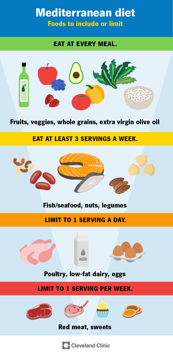 Mediterranean diet
Foods to include or limit
EAT AT EVERY MEAL.
Fruits, veggies, whole grains, extra virgin olive oil
EAT AT LEAST 3 SERVINGS A WEEK.
Fish/seafood, nuts, legumes
LIMIT TO 1 SERVING A DAY.
Poultry, low-fat dairy, eggs
LIMIT TO 1 SERVING PER WEEK.
Red meat, sweets
Cleveland Clinic